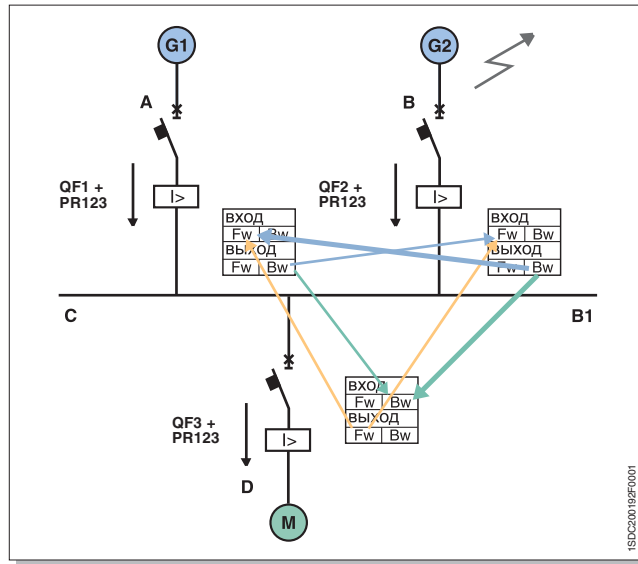 G1
G2
A
B
QF1 +
PR123
I>
QF2 +
PR123
I>
ВХОД
Fw Bw
ВЫХОД
Fw Bw
ВХОД
Fw Bw
ВЫХОД
Fw Bw
C
B1
ВХОД
Fw Bw
ВЫХОД
Fw Bw
QF3 +
PR123
I>
D
M
1SDC200192F0001